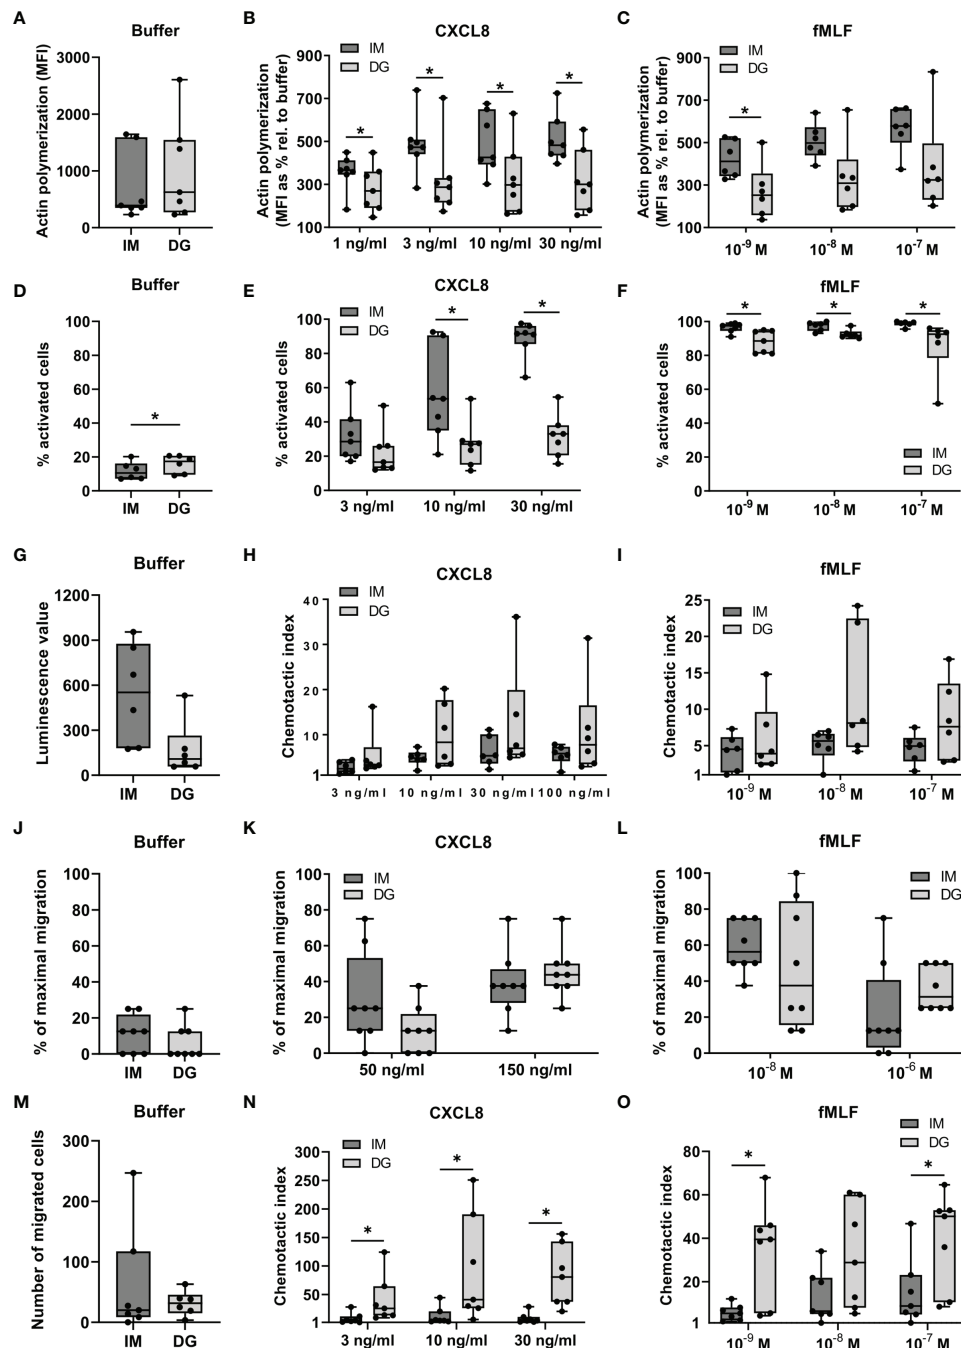 A
Buffer
Actin polymerization (MFI)
3000
2000
1000
0
IM
DG
B
CXCL8
Actin polymerization
(MFI as % rel. to buffer)
900
700
500
300
100
IM
DG
*
*
*
*
1 ng/ml
3 ng/ml
10 ng/ml
30 ng/ml
C
fMLF
Actin polymerization
(MFI as % rel. to buffer)
900
700
500
300
100
IM
DG
*
10⁻⁹ M
10⁻⁸ M
10⁻⁷ M
D
Buffer
% activated cells
100
80
60
40
20
0
*
IM
DG
E
CXCL8
% activated cells
100
80
60
40
20
0
IM
DG
*
*
3 ng/ml
10 ng/ml
30 ng/ml
F
fMLF
% activated cells
100
80
60
40
20
0
*
*
*
IM
DG
10⁻⁹ M
10⁻⁸ M
10⁻⁷ M
G
Buffer
Luminescence value
1200
900
600
300
0
IM
DG
H
CXCL8
Chemotactic index
40
30
20
10
1
IM
DG
3 ng/ml
10 ng/ml
30 ng/ml
100 ng/ml
I
fMLF
Chemotactic index
25
20
15
10
5
1
IM
DG
10⁻⁹ M
10⁻⁸ M
10⁻⁷ M
J
Buffer
% of maximal migration
100
80
60
40
20
0
IM
DG
K
CXCL8
% of maximal migration
100
80
60
40
20
0
IM
DG
50 ng/ml
150 ng/ml
L
fMLF
% of maximal migration
100
80
60
40
20
0
IM
DG
10⁻⁸ M
10⁻⁶ M
M
Buffer
Number of migrated cells
300
200
100
0
IM
DG
N
CXCL8
Chemotactic index
300
250
200
150
100
50
1
IM
DG
*
*
*
3 ng/ml
10 ng/ml
30 ng/ml
O
fMLF
Chemotactic index
80
60
40
20
1
IM
DG
*
*
10⁻⁹ M
10⁻⁸ M
10⁻⁷ M